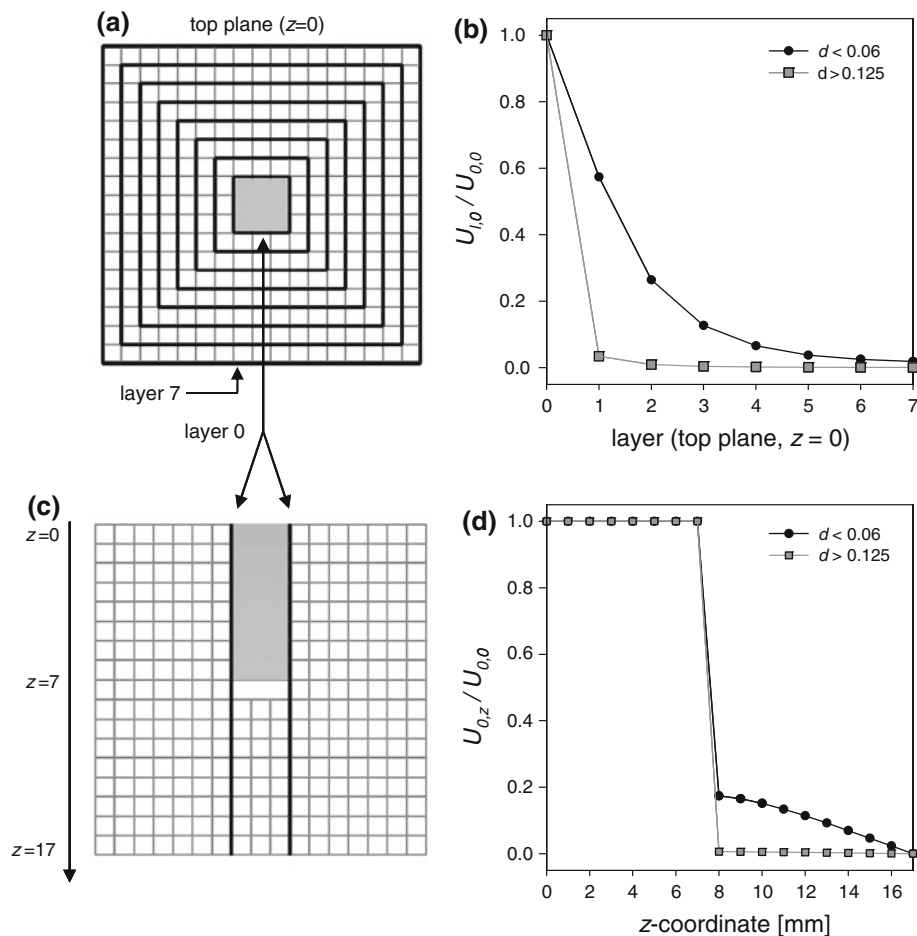 (a)
top plane (z=0)
layer 7
layer 0
(b)
1.0
0.8
0.6
0.4
0.2
0.0
U_{l,0} / U_{0,0}
d < 0.06
d > 0.125
0 1 2 3 4 5 6 7
layer (top plane, z = 0)
(c)
z=0
z=7
z=17
(d)
1.0
0.8
0.6
0.4
0.2
0.0
U_{0,z} / U_{0,0}
d < 0.06
d > 0.125
0 2 4 6 8 10 12 14 16
z-coordinate [mm]